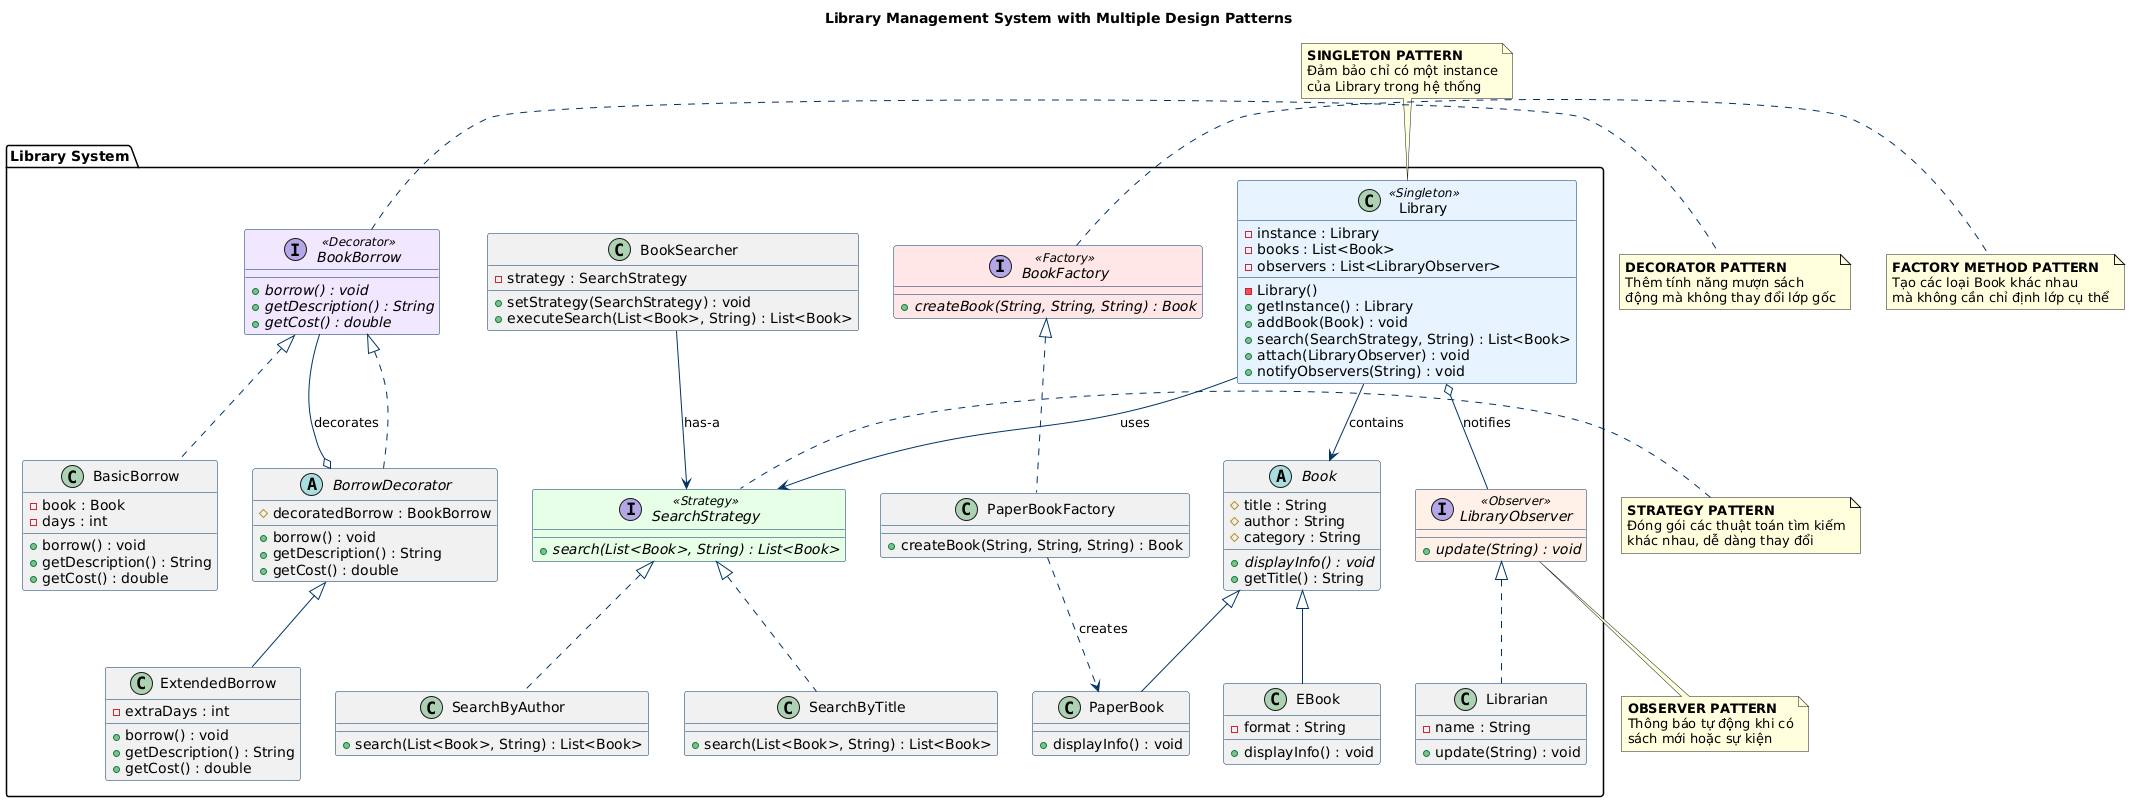 Library Management System with Multiple Design Patterns
SINGLETON PATTERN
Đảm bảo chỉ có một instance
của Library trong hệ thống
Library System
«Singleton»
Library
instance : Library
books : List<Book>
observers : List<LibraryObserver>
Library()
getInstance() : Library
addBook(Book) : void
search(SearchStrategy, String) : List<Book>
attach(LibraryObserver) : void
notifyObservers(String) : void
«Decorator»
BookBorrow
borrow() : void
getDescription() : String
getCost() : double
BookSearcher
strategy : SearchStrategy
setStrategy(SearchStrategy) : void
executeSearch(List<Book>, String) : List<Book>
«Factory»
BookFactory
createBook(String, String, String) : Book
DECORATOR PATTERN
Thêm tính năng mượn sách
động mà không thay đổi lớp gốc
FACTORY METHOD PATTERN
Tạo các loại Book khác nhau
mà không cần chỉ định lớp cụ thể
decorates
has-a
uses
contains
notifies
BasicBorrow
book : Book
days : int
borrow() : void
getDescription() : String
getCost() : double
BorrowDecorator
decoratedBorrow : BookBorrow
borrow() : void
getDescription() : String
getCost() : double
«Strategy»
SearchStrategy
search(List<Book>, String) : List<Book>
PaperBookFactory
createBook(String, String, String) : Book
Book
title : String
author : String
category : String
displayInfo() : void
getTitle() : String
«Observer»
LibraryObserver
update(String) : void
STRATEGY PATTERN
Đóng gói các thuật toán tìm kiếm
khác nhau, dễ dàng thay đổi
creates
ExtendedBorrow
extraDays : int
borrow() : void
getDescription() : String
getCost() : double
SearchByAuthor
search(List<Book>, String) : List<Book>
SearchByTitle
search(List<Book>, String) : List<Book>
PaperBook
displayInfo() : void
EBook
format : String
displayInfo() : void
Librarian
name : String
update(String) : void
OBSERVER PATTERN
Thông báo tự động khi có
sách mới hoặc sự kiện